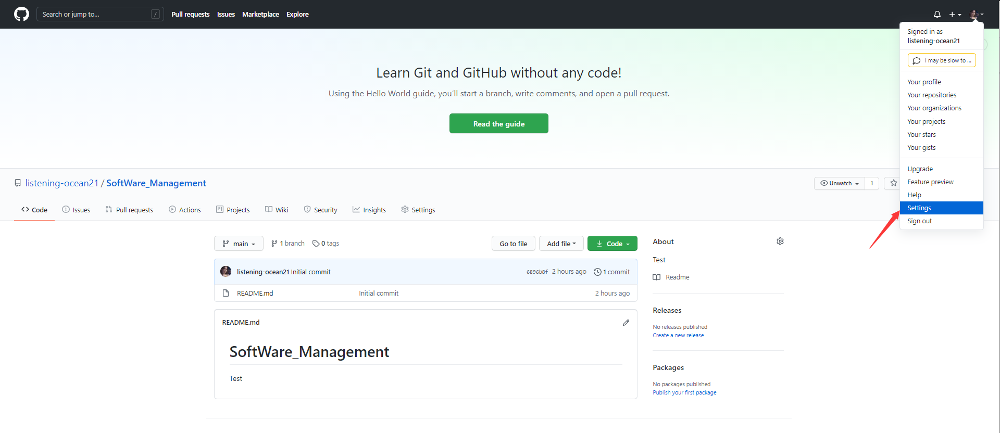 Search or jump to... / Pull requests Issues Marketplace Explore
Signed in as
listening-ocean21
I may be slow to ...
Your profile
Your repositories
Your organizations
Your projects
Your stars
Your gists
Upgrade
Feature preview
Help
Settings
Sign out
Learn Git and GitHub without any code!
Using the Hello World guide, you’ll start a branch, write comments, and open a pull request.
Read the guide
listening-ocean21 / SoftWare_Management
Unwatch 1
Code Issues Pull requests Actions Projects Wiki Security Insights Settings
main 1 branch 0 tags Go to file Add file Code
listening-ocean21 Initial commit 6896b8f 2 hours ago 1 commit
README.md Initial commit 2 hours ago
README.md
SoftWare_Management
Test
About
Test
Readme
Releases
No releases published
Create a new release
Packages
No packages published
Publish your first package